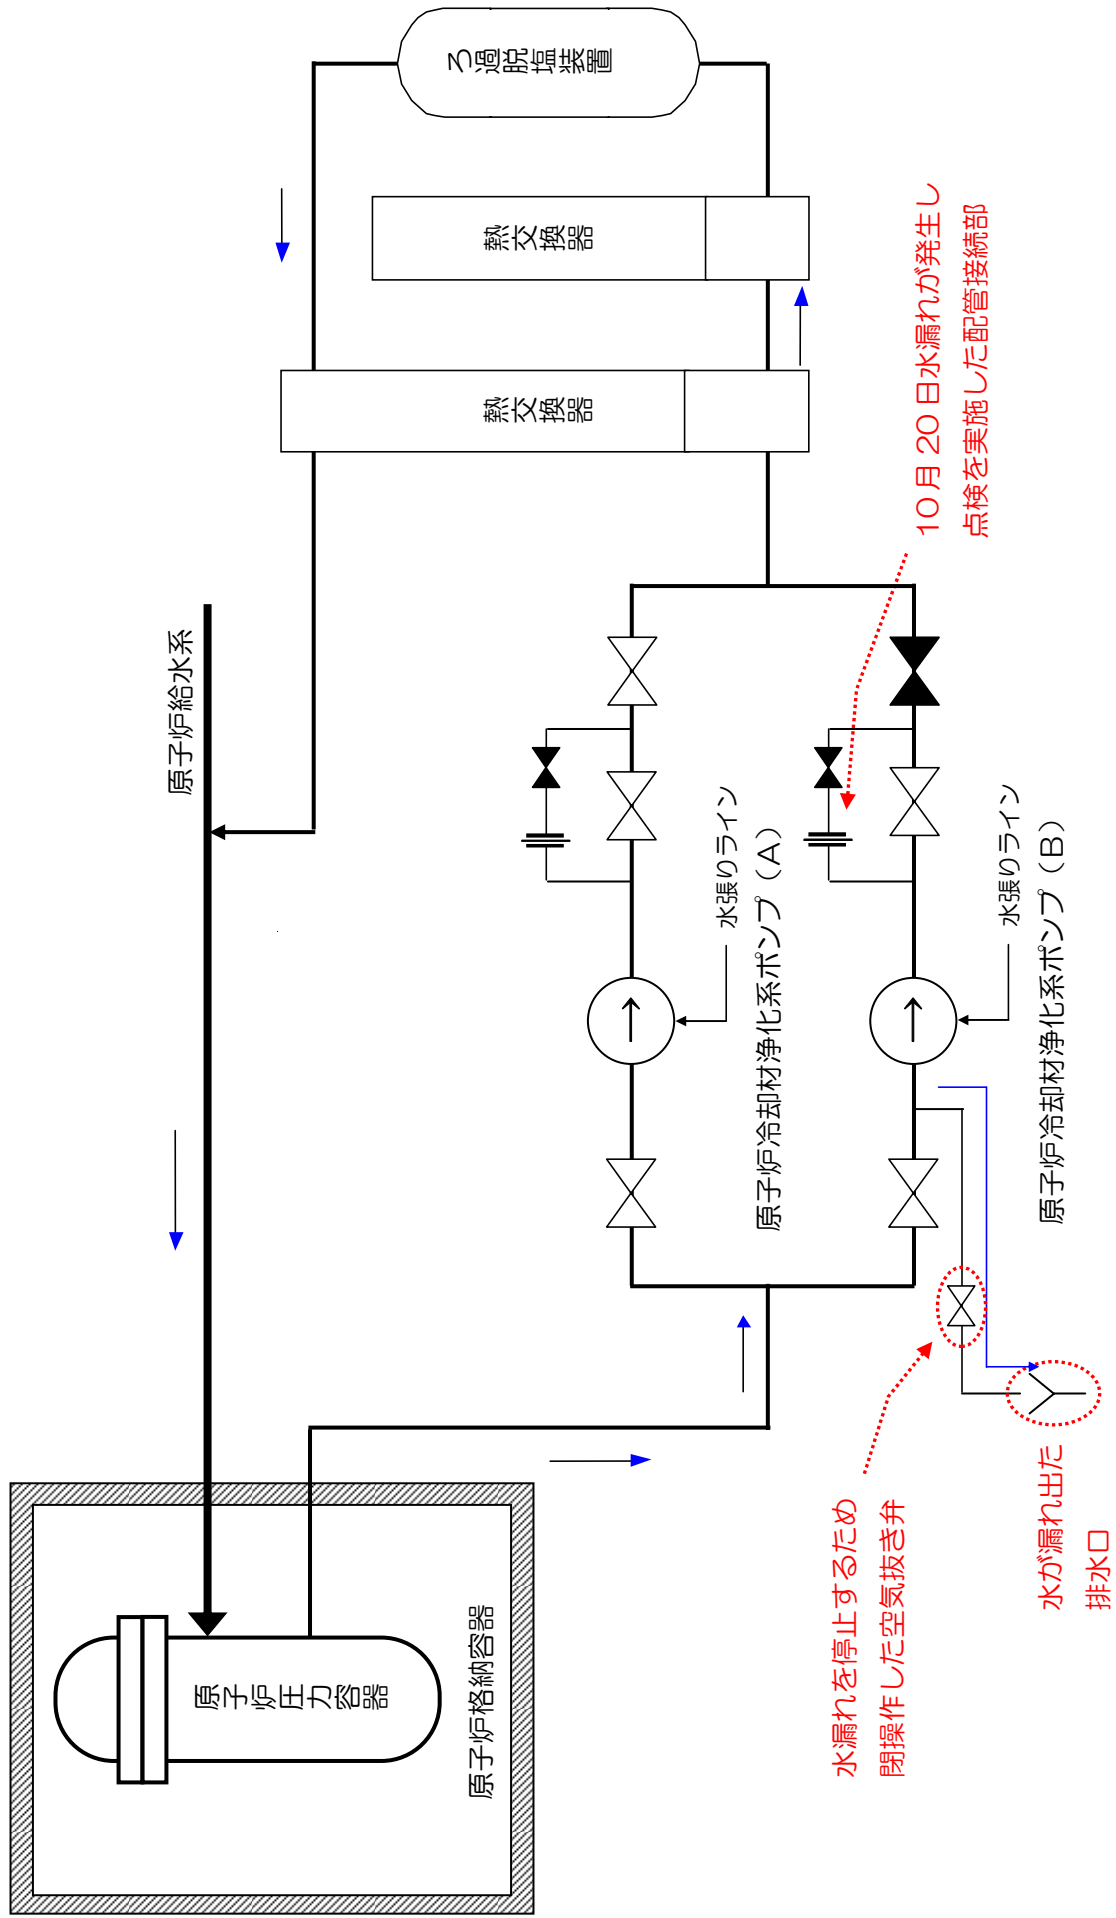 原子炉給水系
ろ過脱塩装置
熱交換器
熱交換器
10月20日水漏れが発生し
点検を実施した配管接続部
水張りライン
原子炉冷却材浄化系ポンプ(A)
水張りライン
原子炉冷却材浄化系ポンプ(B)
原子炉圧力容器
原子炉格納容器
水漏れを停止するため
閉操作した空気抜き弁
水が漏れ出た
排水口